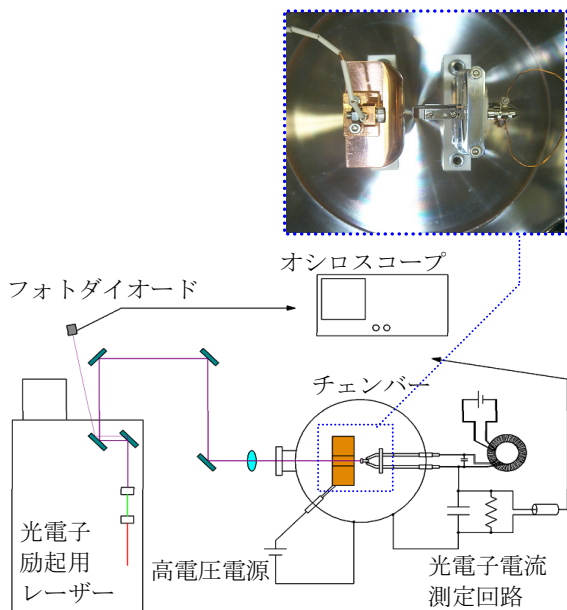 オシロスコープ
フォトダイオード
チェンバー
光電子
励起用
レーザー
高電圧電源
光電子電流
測定回路